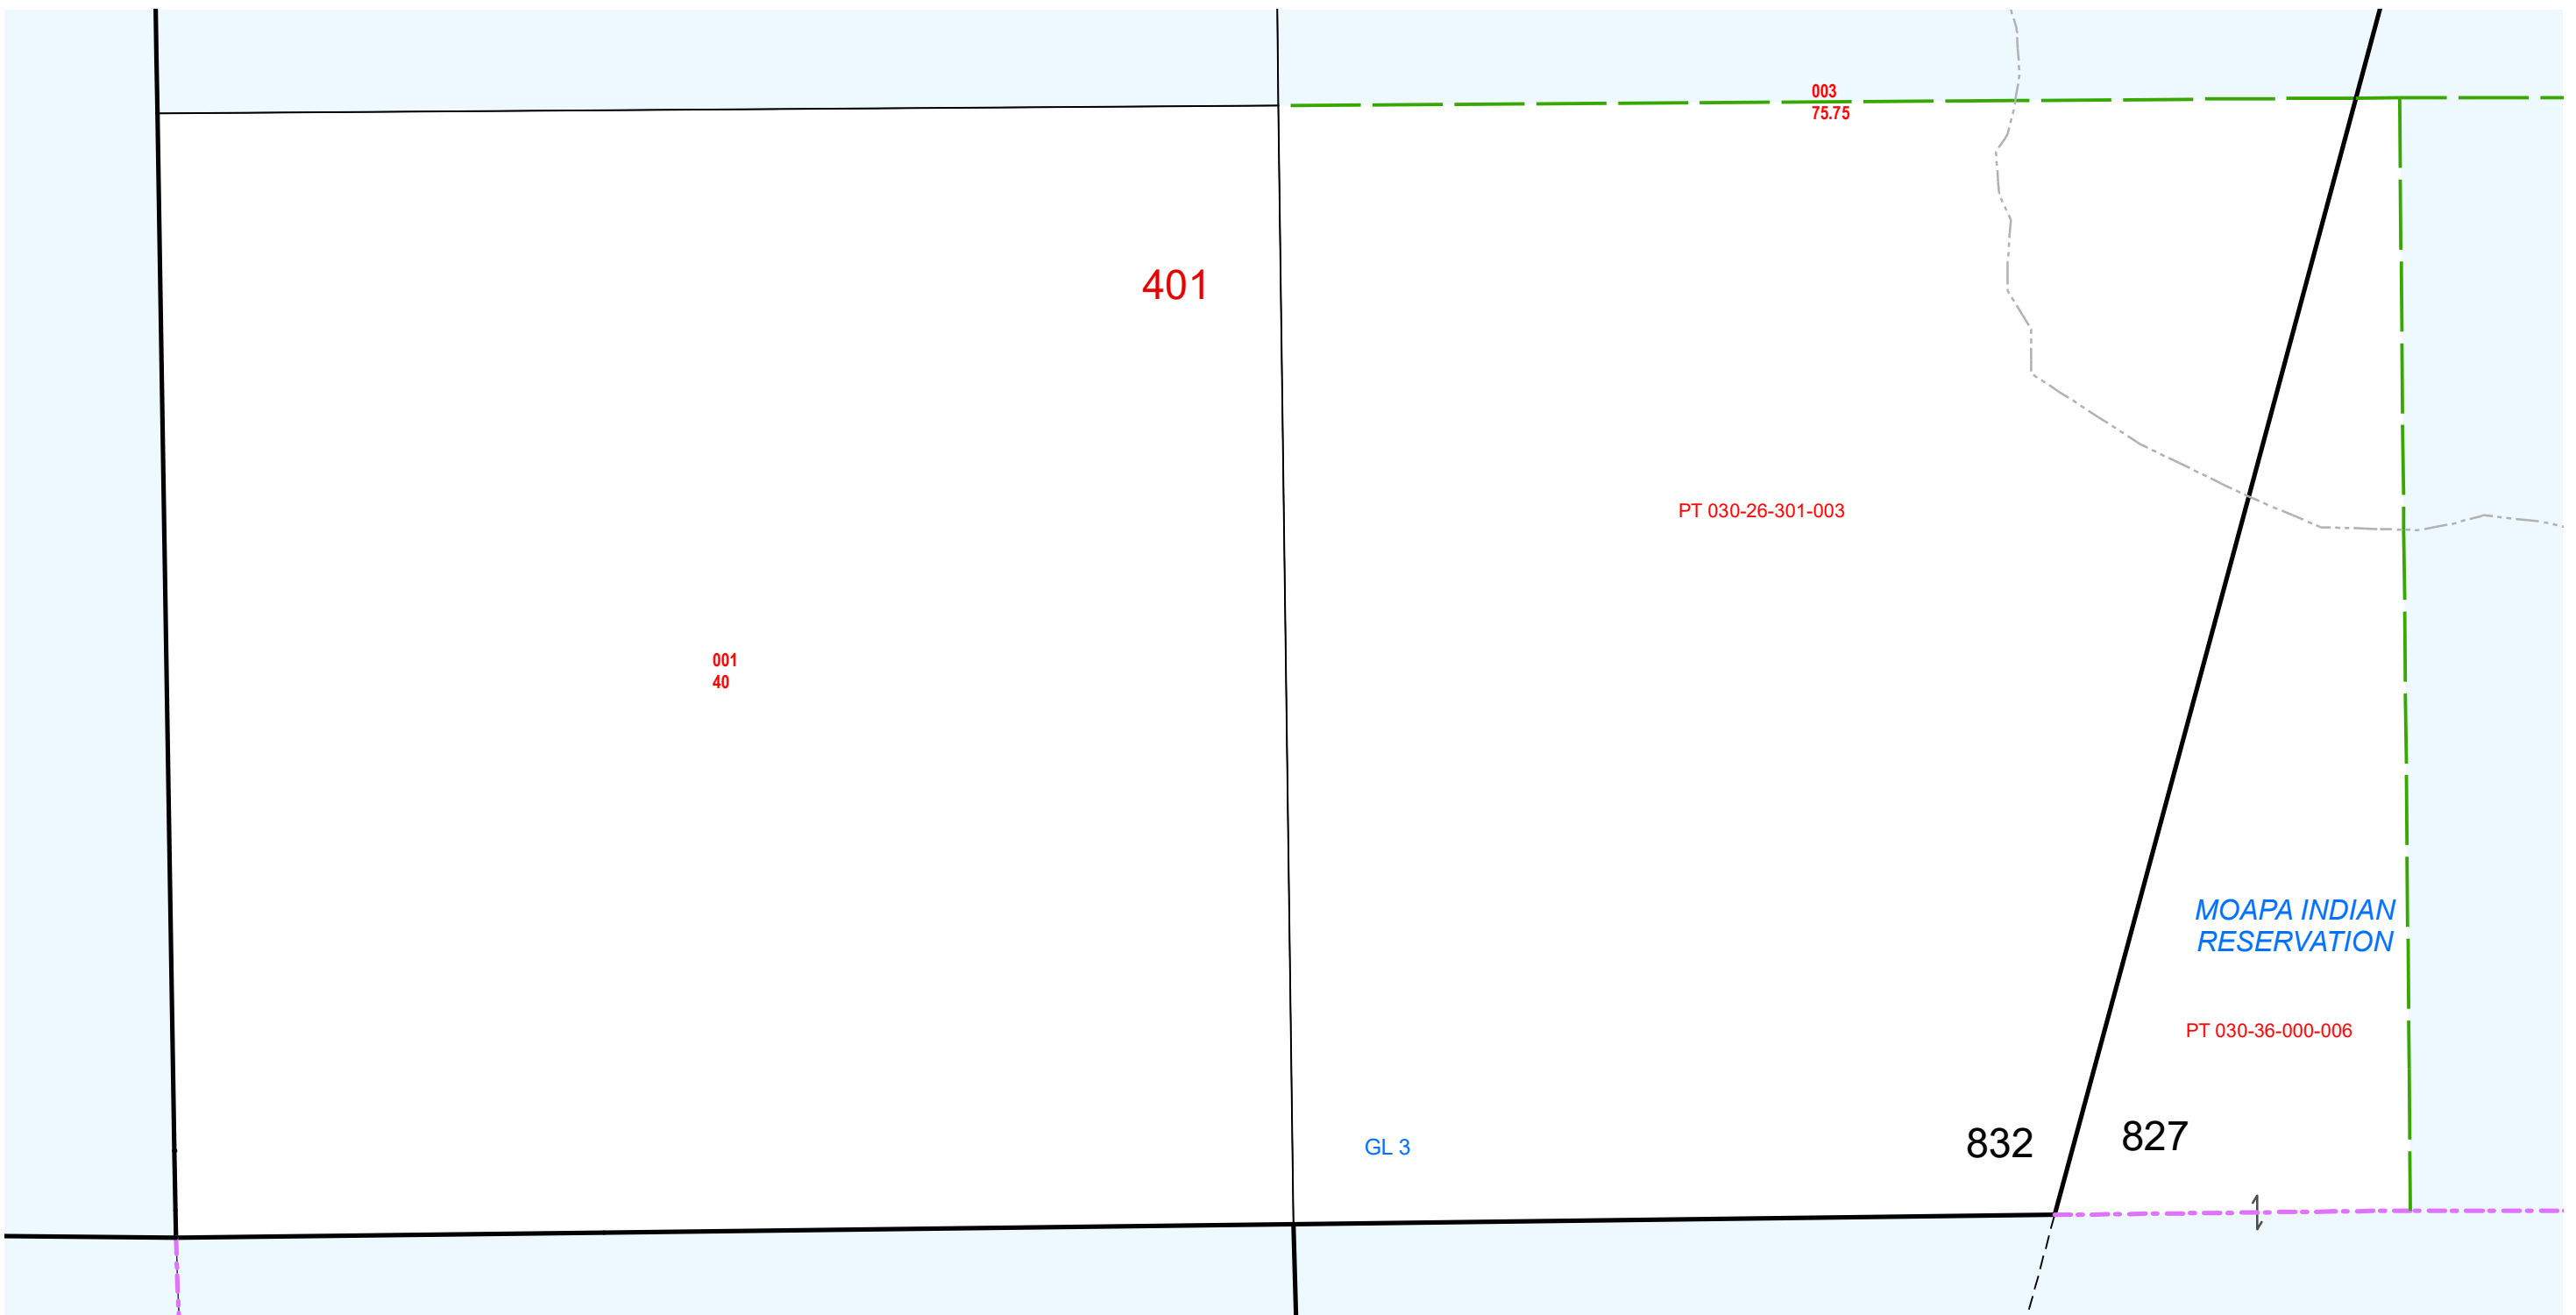 003
75.75
401
PT 030-26-301-003
001
40
MOAPA INDIAN
RESERVATION
PT 030-36-000-006
GL 3
832
827